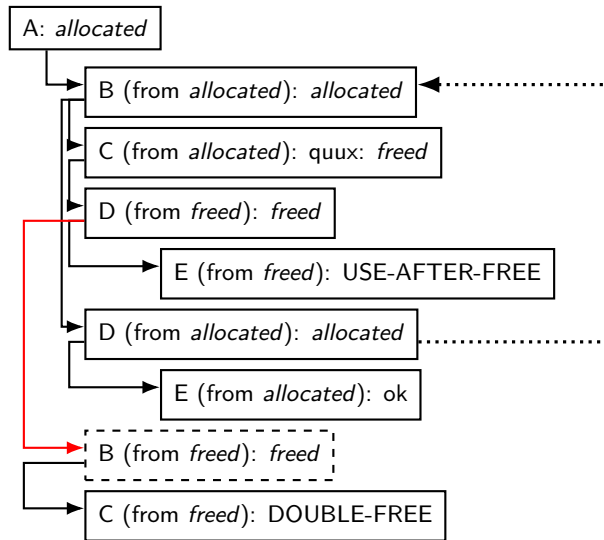 A: allocated
B (from allocated): allocated
C (from allocated): quux: freed
D (from freed): freed
E (from freed): USE-AFTER-FREE
D (from allocated): allocated
E (from allocated): ok
B (from freed): freed
C (from freed): DOUBLE-FREE